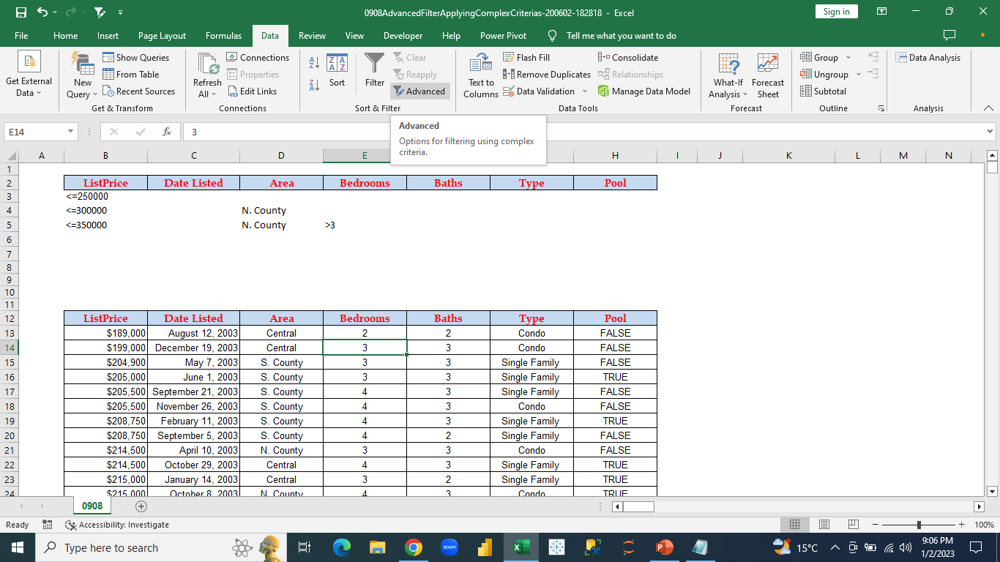 0908AdvancedFilterApplyingComplexCriterias-200602-182818 - Excel
Sign in
File Home Insert Page Layout Formulas Data Review View Developer Help Power Pivot Tell me what you want to do
Get External Data
New Query
Show Queries
From Table
Recent Sources
Get & Transform
Refresh All
Connections
Properties
Edit Links
Connections
Sort
Filter
Clear
Reapply
Advanced
Sort & Filter
Text to Columns
Flash Fill
Remove Duplicates
Data Validation
Consolidate
Relationships
Manage Data Model
Data Tools
What-If Analysis
Forecast Sheet
Forecast
Group
Ungroup
Subtotal
Outline
Data Analysis
Analysis
E14 fx 3
Advanced
Options for filtering using complex
criteria.
A B C D E H I J K L M N
1
2 ListPrice Date Listed Area Bedrooms Baths Type Pool
3 <=250000
4 <=300000 N. County
5 <=350000 N. County >3
6
7
8
9
10
11
12 ListPrice Date Listed Area Bedrooms Baths Type Pool
13 $189,000 August 12, 2003 Central 2 2 Condo FALSE
14 $199,000 December 19, 2003 Central 3 3 Condo FALSE
15 $204,900 May 7, 2003 S. County 3 3 Single Family FALSE
16 $205,000 June 1, 2003 S. County 3 3 Single Family TRUE
17 $205,500 September 21, 2003 S. County 4 3 Single Family FALSE
18 $205,500 November 26, 2003 S. County 4 3 Condo FALSE
19 $208,750 February 11, 2003 S. County 4 3 Single Family TRUE
20 $208,750 September 5, 2003 S. County 4 2 Single Family FALSE
21 $214,500 April 10, 2003 N. County 3 3 Condo FALSE
22 $214,500 October 29, 2003 Central 4 3 Single Family TRUE
23 $215,000 January 14, 2003 Central 3 2 Single Family TRUE
24 $215,000 October 8, 2003 N. County 4 3 Condo TRUE
0908
Ready Accessibility: Investigate 100%
Type here to search
zoom
15°C
9:06 PM
1/2/2023